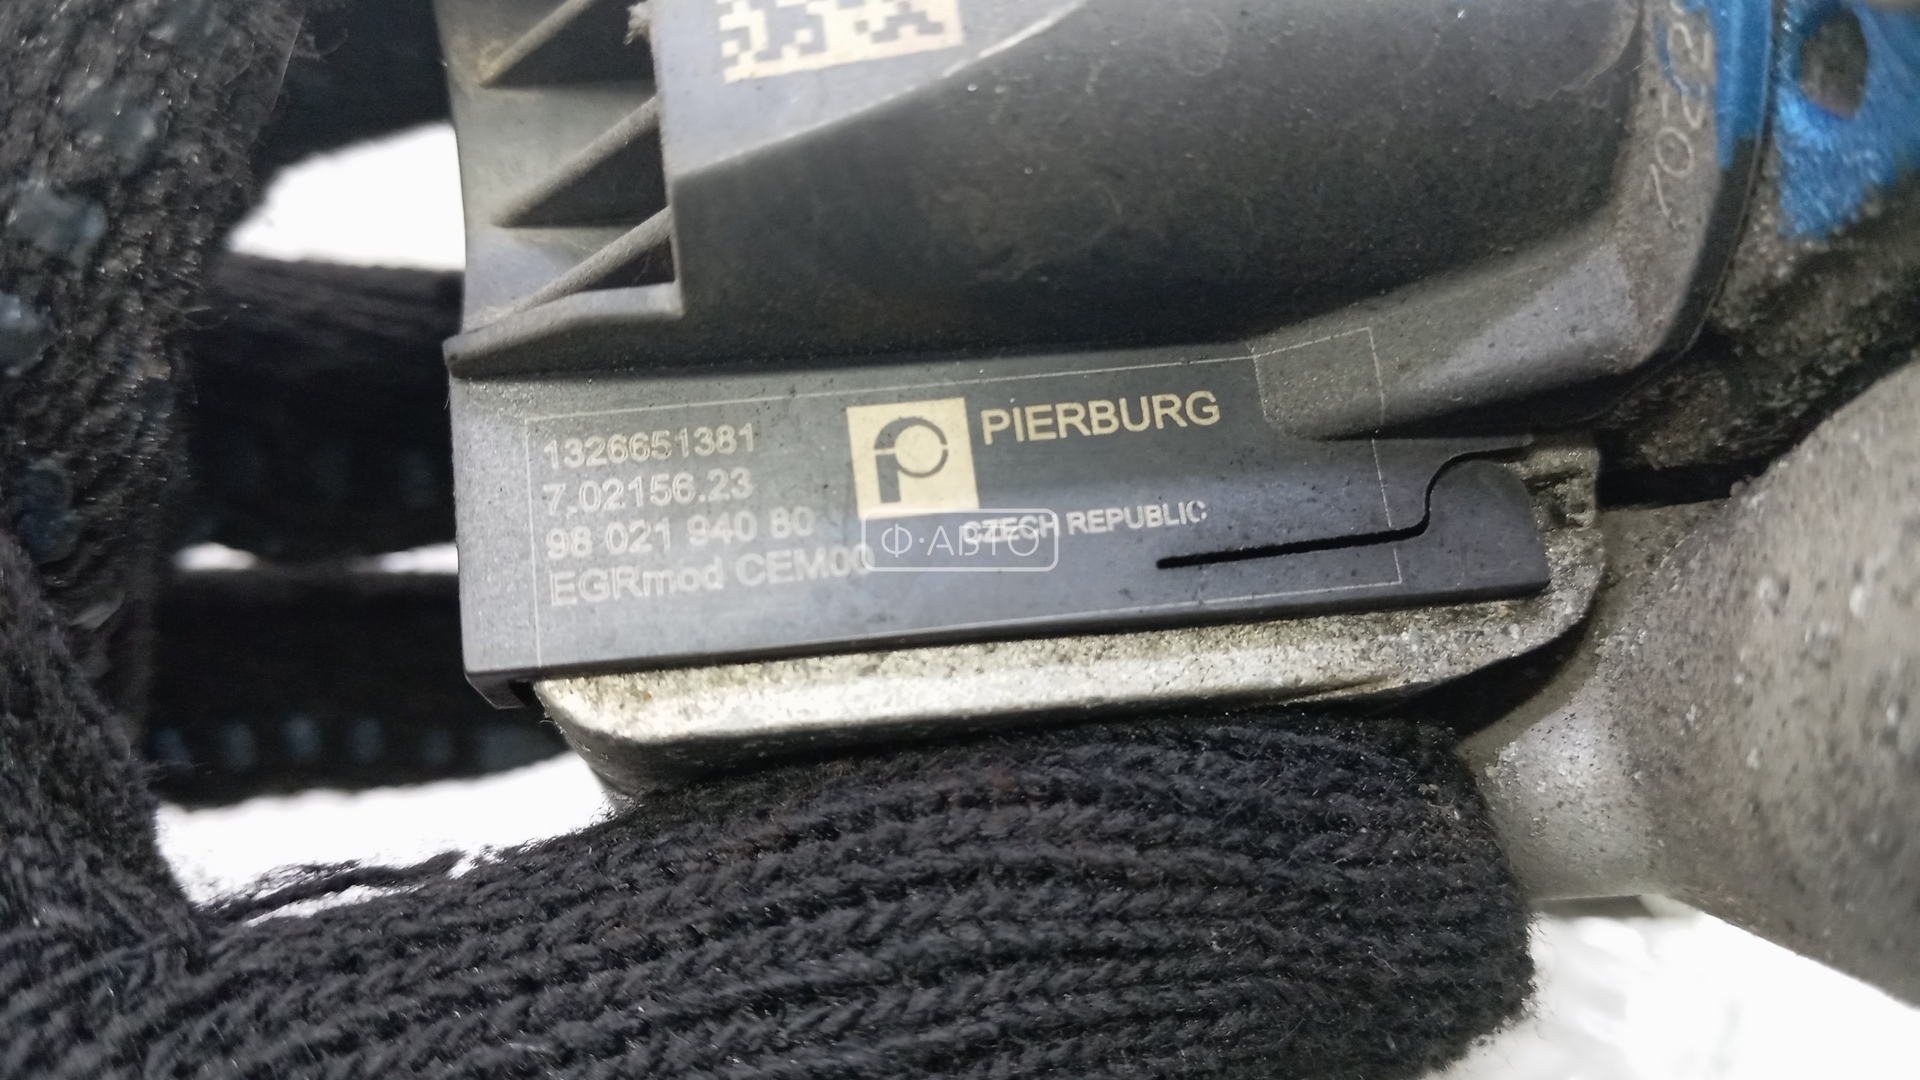 1326651381
7.02156.23
98 021 940 80
EGRmod CEM00
PIERBURG
CZECH REPUBLIC
Ф·АВТО